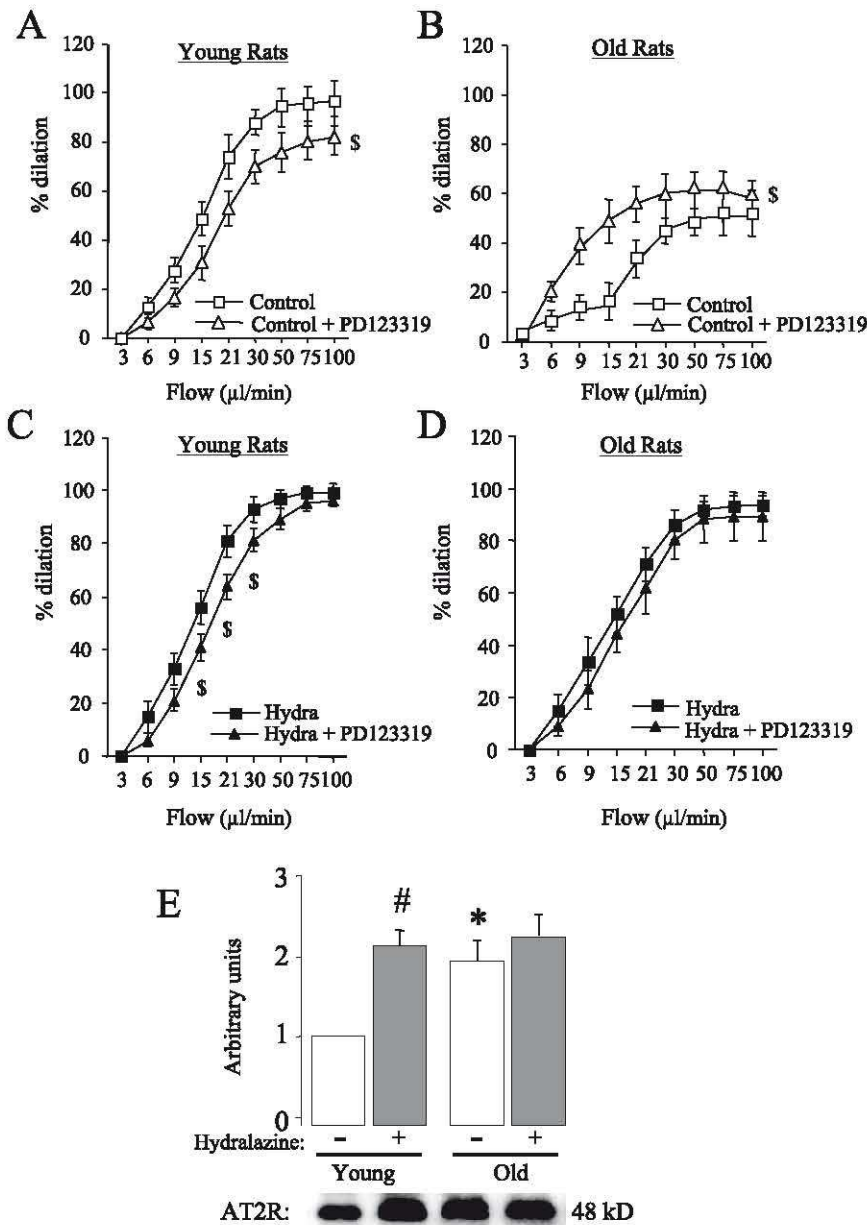 A
Young Rats
% dilation
120
100
80
60
40
20
0
$
Control
Control + PD123319
3 6 9 15 21 30 50 75 100
Flow (µl/min)
B
Old Rats
% dilation
120
100
80
60
40
20
0
$
Control
Control + PD123319
3 6 9 15 21 30 50 75 100
Flow (µl/min)
C
Young Rats
% dilation
120
100
80
60
40
20
0
$
$
$
Hydra
Hydra + PD123319
3 6 9 15 21 30 50 75 100
Flow (µl/min)
D
Old Rats
% dilation
120
100
80
60
40
20
0
Hydra
Hydra + PD123319
3 6 9 15 21 30 50 75 100
Flow (µl/min)
E
Arbitrary units
3
2
1
0
# *
Hydralazine: - + - +
Young Old
AT2R: 48 kD